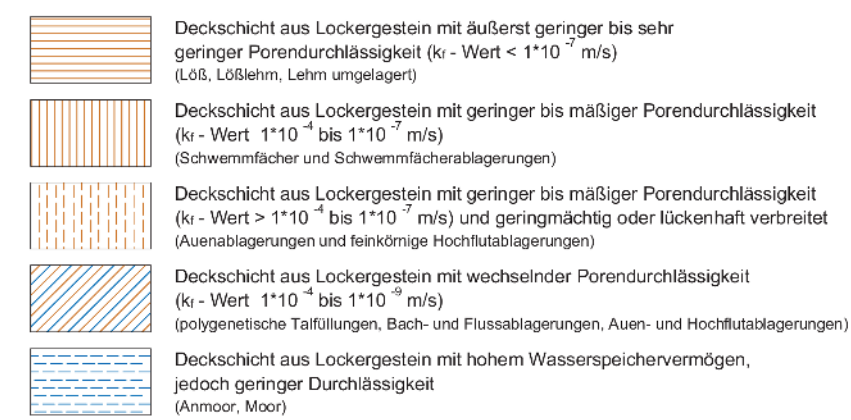 Deckschicht aus Lockergestein mit äußerst geringer bis sehr
geringer Porendurchlässigkeit (kf - Wert < 1*10 -7 m/s)
(Löß, Lößlehm, Lehm umgelagert)
Deckschicht aus Lockergestein mit geringer bis mäßiger Porendurchlässigkeit
(kf - Wert 1*10 -4 bis 1*10 -7 m/s)
(Schwemmfächer und Schwemmfächerablagerungen)
Deckschicht aus Lockergestein mit geringer bis mäßiger Porendurchlässigkeit
(kf - Wert > 1*10 -4 bis 1*10 -7 m/s) und geringmächtig oder lückenhaft verbreitet
(Auenablagerungen und feinkörnige Hochflutablagerungen)
Deckschicht aus Lockergestein mit wechselnder Porendurchlässigkeit
(kf - Wert 1*10 -4 bis 1*10 -9 m/s)
(polygenetische Talfüllungen, Bach- und Flussablagerungen, Auen- und Hochflutablagerungen)
Deckschicht aus Lockergestein mit hohem Wasserspeichervermögen,
jedoch geringer Durchlässigkeit
(Anmoor, Moor)